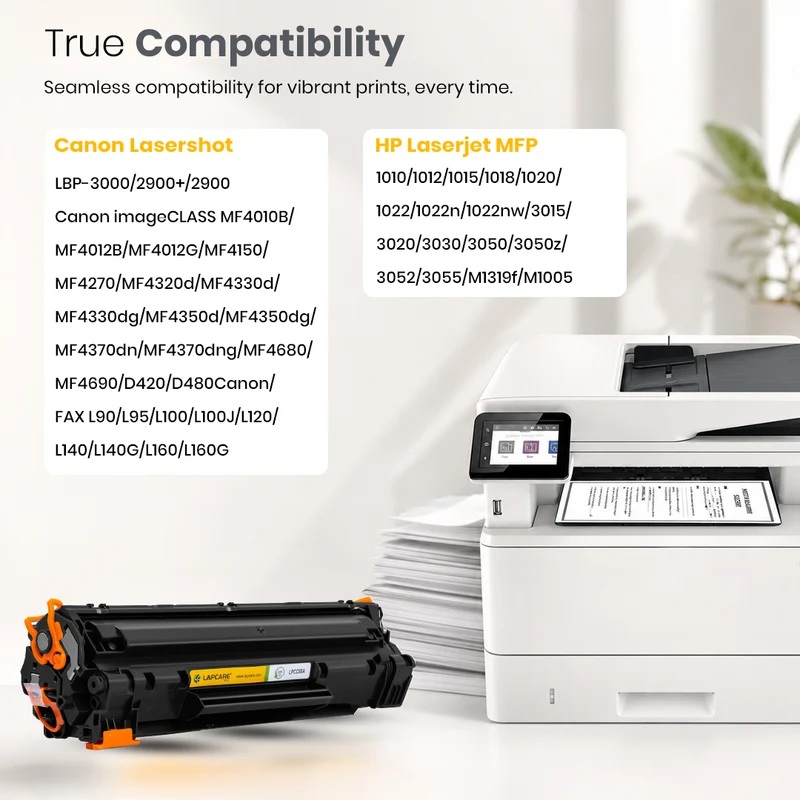 True Compatibility
Seamless compatibility for vibrant prints, every time.
Canon Lasershot
LBP-3000/2900+/2900
Canon imageCLASS MF4010B/
MF4012B/MF4012G/MF4150/
MF4270/MF4320d/MF4330d/
MF4330dg/MF4350d/MF4350dg/
MF4370dn/MF4370dng/MF4680/
MF4690/D420/D480Canon/
FAX L90/L95/L100/L100J/L120/
L140/L140G/L160/L160G
HP Laserjet MFP
1010/1012/1015/1018/1020/
1022/1022n/1022nw/3015/
3020/3030/3050/3050z/
3052/3055/M1319f/M1005
LAPCARE